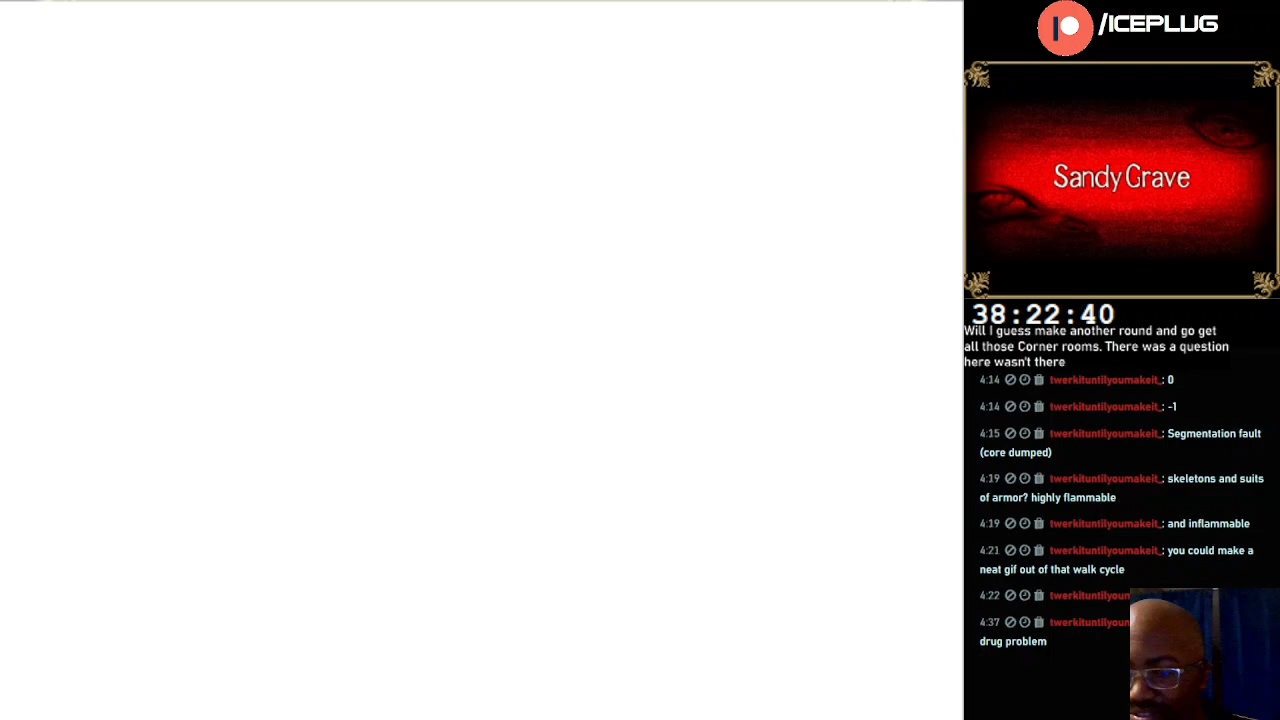 /ICEPLUG
Sandy Grave
38:22:40
Will I guess make another round and go get
all those Corner rooms. There was a question
here wasn't there
4:14 twerkituntilyoumakeit_: 0
4:14 twerkituntilyoumakeit_: -1
4:15 twerkituntilyoumakeit_: Segmentation fault
(core dumped)
4:19 twerkituntilyoumakeit_: skeletons and suits
of armor? highly flammable
4:19 twerkituntilyoumakeit_: and inflammable
4:21 twerkituntilyoumakeit_: you could make a
neat gif out of that walk cycle
4:22 twerkituntilyoum
4:37 twerkituntilyoum
drug problem